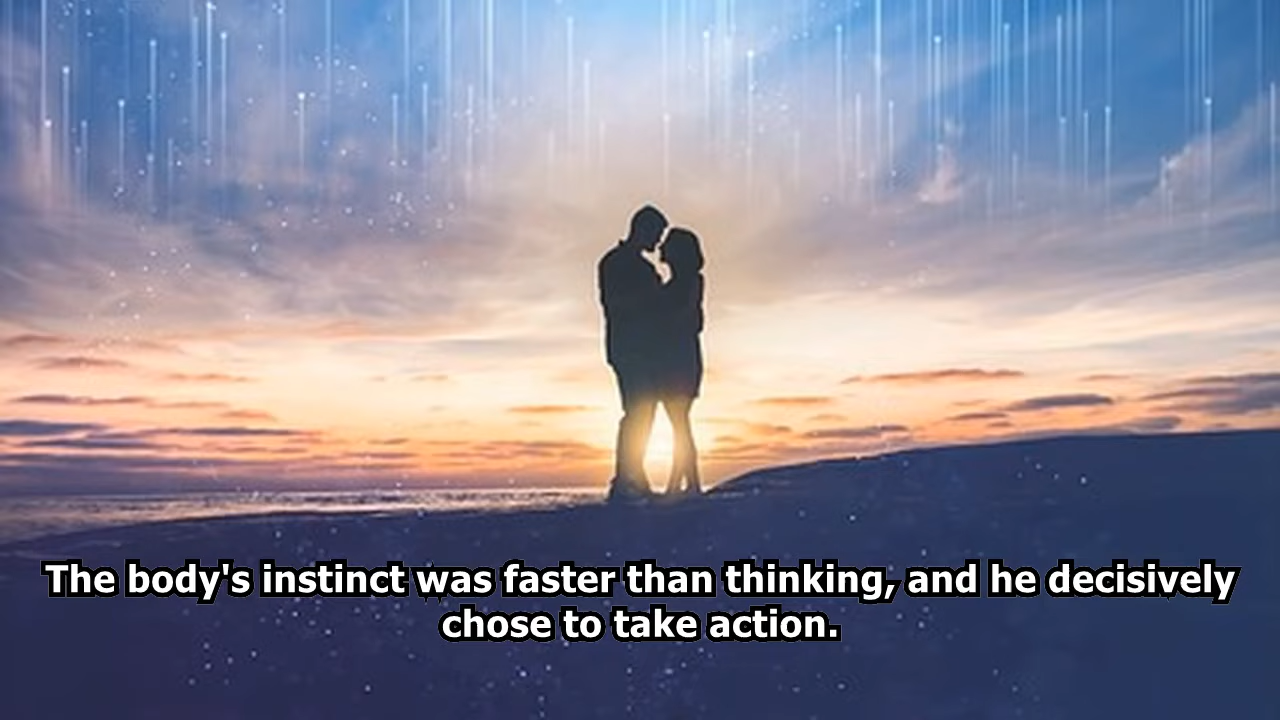 The body's instinct was faster than thinking, and he decisively
chose to take action.